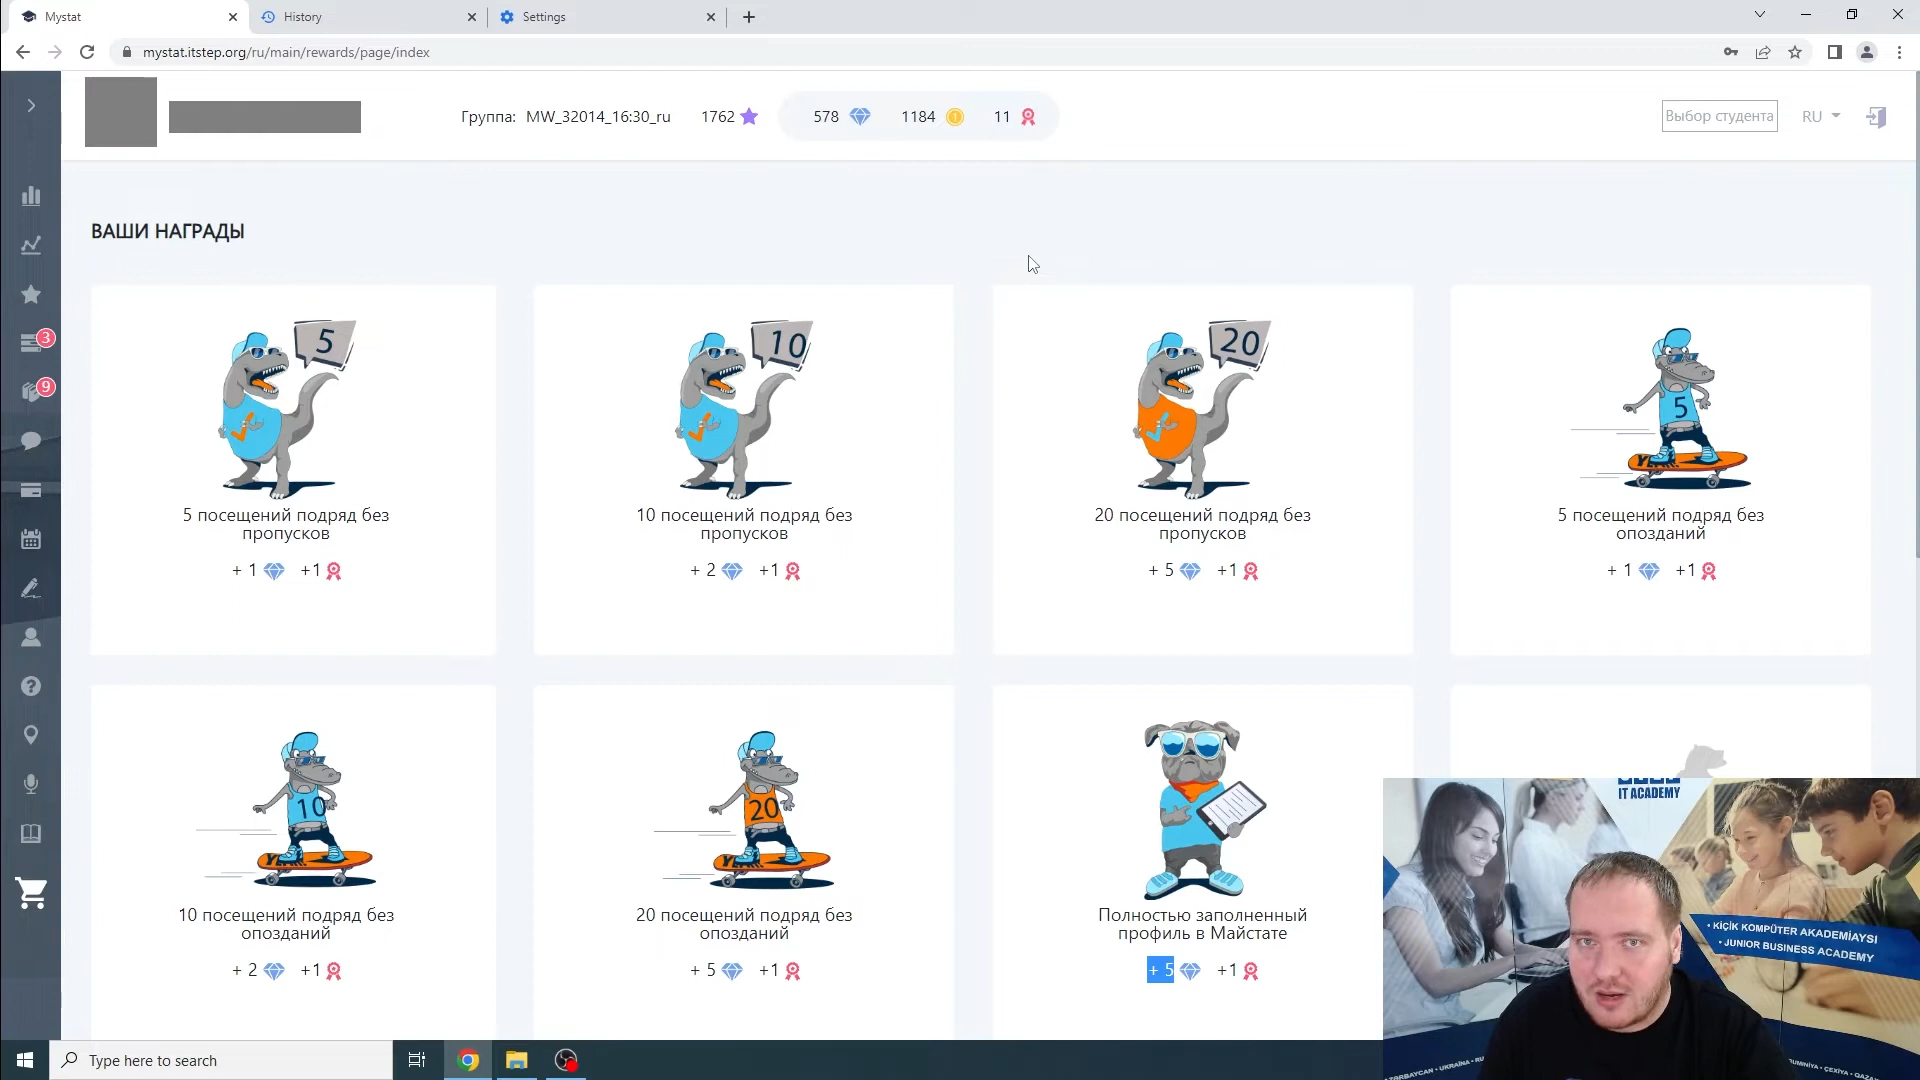 Mystat
History
Settings
mystat.itstep.org/ru/main/rewards/page/index
Группа: MW_32014_16:30_ru
1762
578
1184
11
Выбор студента
RU
3
9
ВАШИ НАГРАДЫ
5
10
20
5
5 посещений подряд без
пропусков
+ 1 +1
10 посещений подряд без
пропусков
+ 2 +1
20 посещений подряд без
пропусков
+ 5 +1
5 посещений подряд без
опозданий
+ 1 +1
10
20
10 посещений подряд без
опозданий
+ 2 +1
20 посещений подряд без
опозданий
+ 5 +1
Полностью заполненный
профиль в Майстате
+ 5 +1
IT ACADEMY
• KİÇİK KOMPÜTER AKADEMİAYSI
• JUNIOR BUSINESS ACADEMY
Type here to search